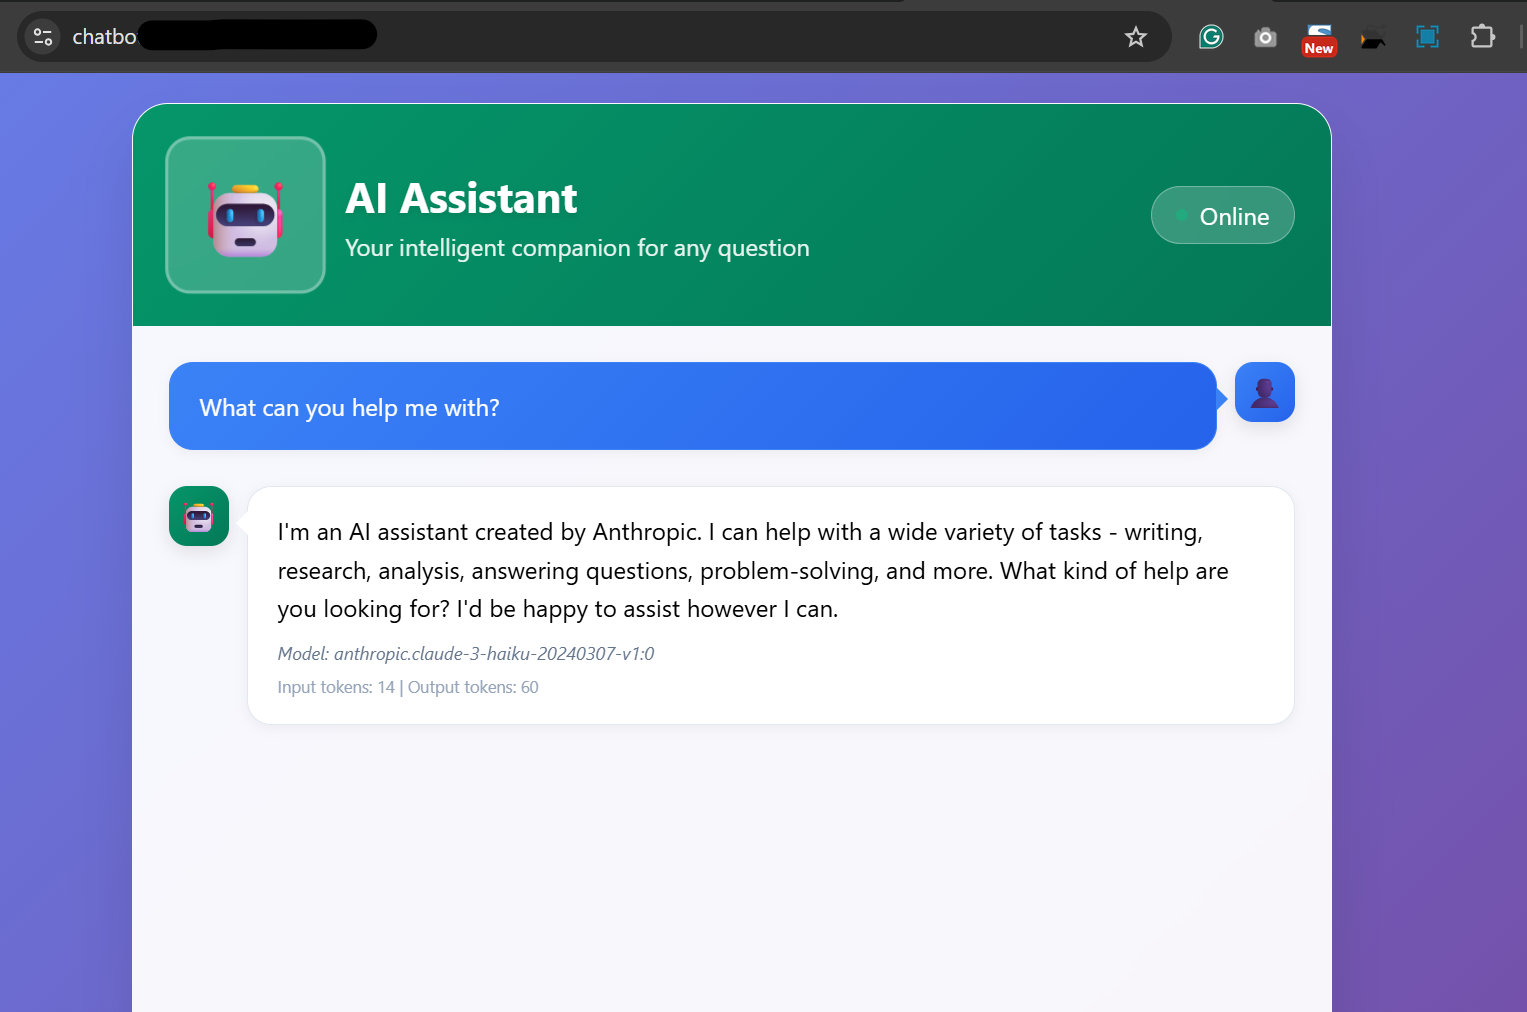 chatbo
New
AI Assistant
Your intelligent companion for any question
Online
What can you help me with?
I'm an AI assistant created by Anthropic. I can help with a wide variety of tasks - writing,
research, analysis, answering questions, problem-solving, and more. What kind of help are
you looking for? I'd be happy to assist however I can.
Model: anthropic.claude-3-haiku-20240307-v1:0
Input tokens: 14 | Output tokens: 60